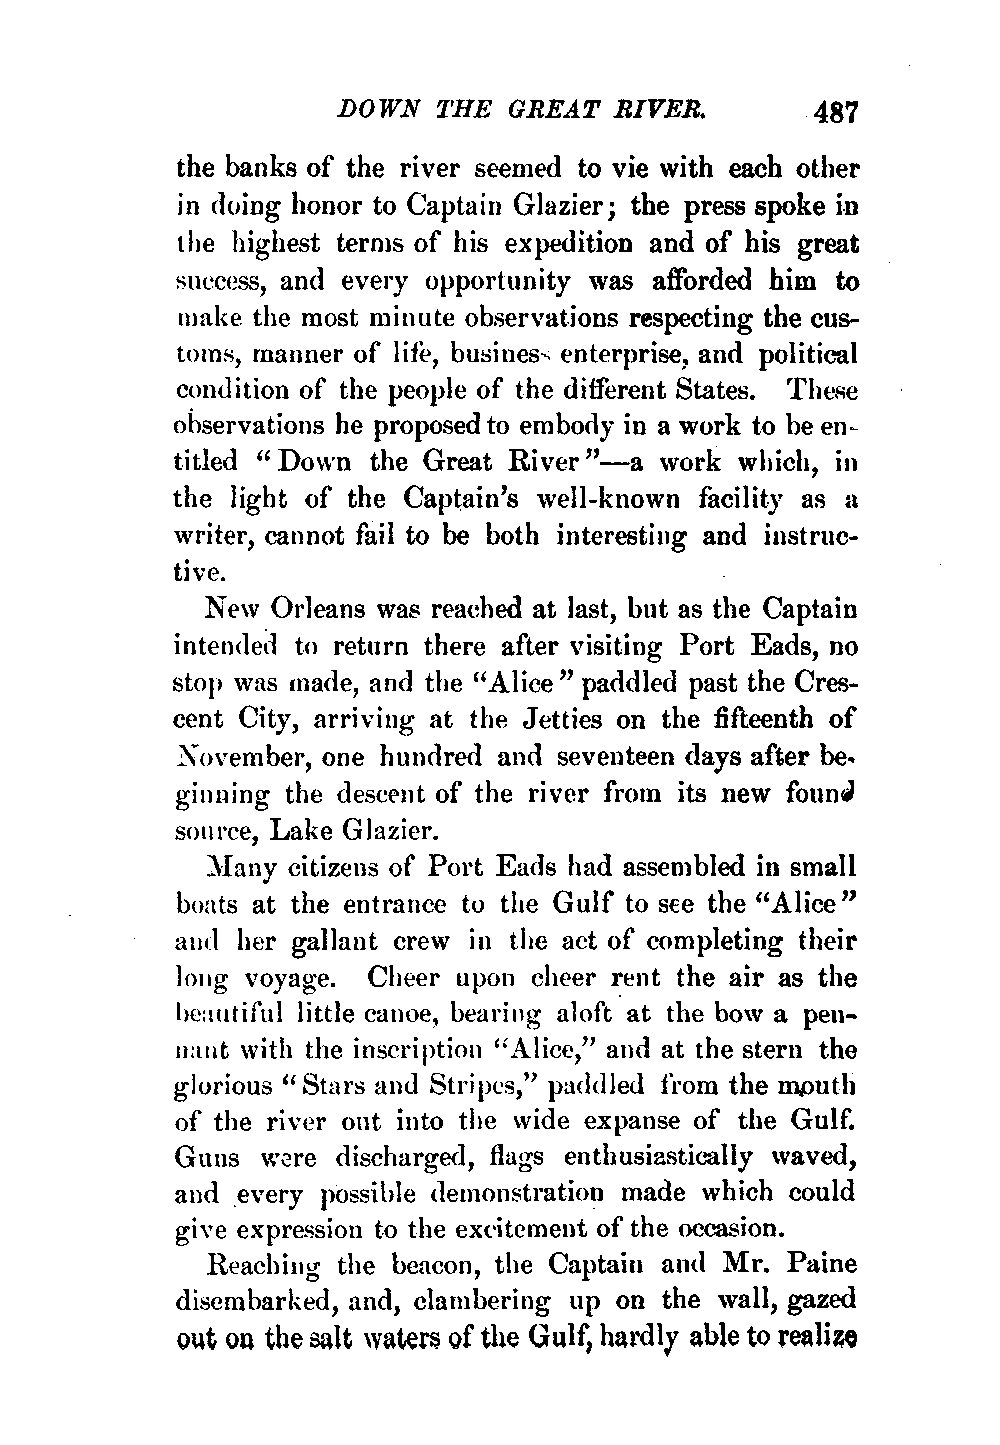 DOWN THE GREAT RIVER. 487
the banks of the river seemed to vie with each other
in doing honor to Captain Glazier; the press spoke in
the highest terms of his expedition and of his great
success, and every opportunity was afforded him to
make the most minute observations respecting the cus-
toms, manner of life, business enterprise, and political
condition of the people of the different States. These
observations he proposed to embody in a work to be en-
titled “Down the Great River”—a work which, in
the light of the Captain’s well-known facility as a
writer, cannot fail to be both interesting and instruc-
tive.
New Orleans was reached at last, but as the Captain
intended to return there after visiting Port Eads, no
stop was made, and the “Alice” paddled past the Cres-
cent City, arriving at the Jetties on the fifteenth of
November, one hundred and seventeen days after be-
ginning the descent of the river from its new found
source, Lake Glazier.
Many citizens of Port Eads had assembled in small
boats at the entrance to the Gulf to see the “Alice”
and her gallant crew in the act of completing their
long voyage. Cheer upon cheer rent the air as the
beautiful little canoe, bearing aloft at the bow a pen-
nant with the inscription “Alice,” and at the stern the
glorious “Stars and Stripes,” paddled from the mouth
of the river out into the wide expanse of the Gulf.
Guns were discharged, flags enthusiastically waved,
and every possible demonstration made which could
give expression to the excitement of the occasion.
Reaching the beacon, the Captain and Mr. Paine
disembarked, and, clambering up on the wall, gazed
out on the salt waters of the Gulf, hardly able to realize